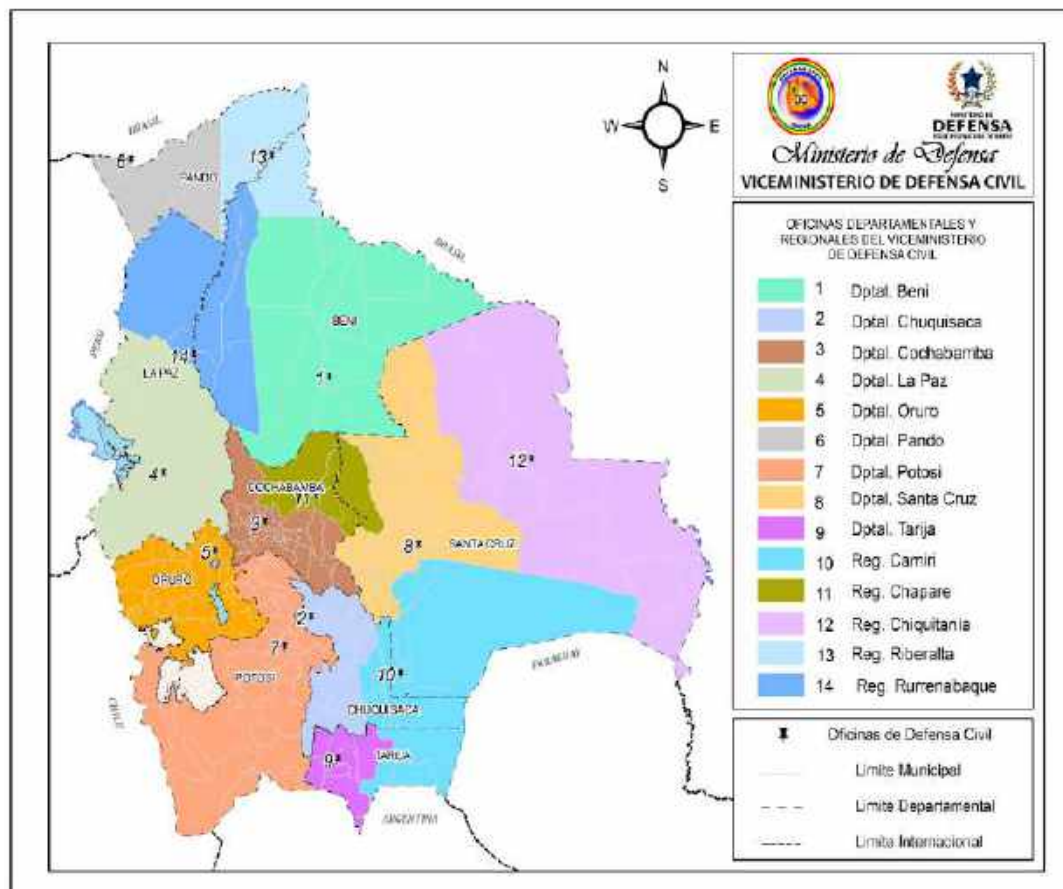 BRASIL
6
PANDO
13
BRASIL
BENI
PERU
14
LA PAZ
1
4
COCHABAMBA
11
12
3
5
8
SANTA CRUZ
ORURO
2
7
POTOSI
10
PARAGUAY
CHILE
CHUQUISACA
9
TARIJA
ARGENTINA
N
W E
S
DEFENSA
Ministerio de Defensa
VICEMINISTERIO DE DEFENSA CIVIL
OFICINAS DEPARTAMENTALES Y
REGIONALES DEL VICEMINISTERIO
DE DEFENSA CIVIL
1 Dptal. Beni
2 Dptal. Chuquisaca
3 Dptal. Cochabamba
4 Dptal. La Paz
5 Dptal. Oruro
6 Dptal. Pando
7 Dptal. Potosi
8 Dptal. Santa Cruz
9 Dptal. Tarija
10 Reg. Camiri
11 Reg. Chapare
12 Reg. Chiquitania
13 Reg. Riberalta
14 Reg. Rurrenabaque
Oficinas de Defensa Civil
Limite Municipal
Limite Departamental
Limite Internacional